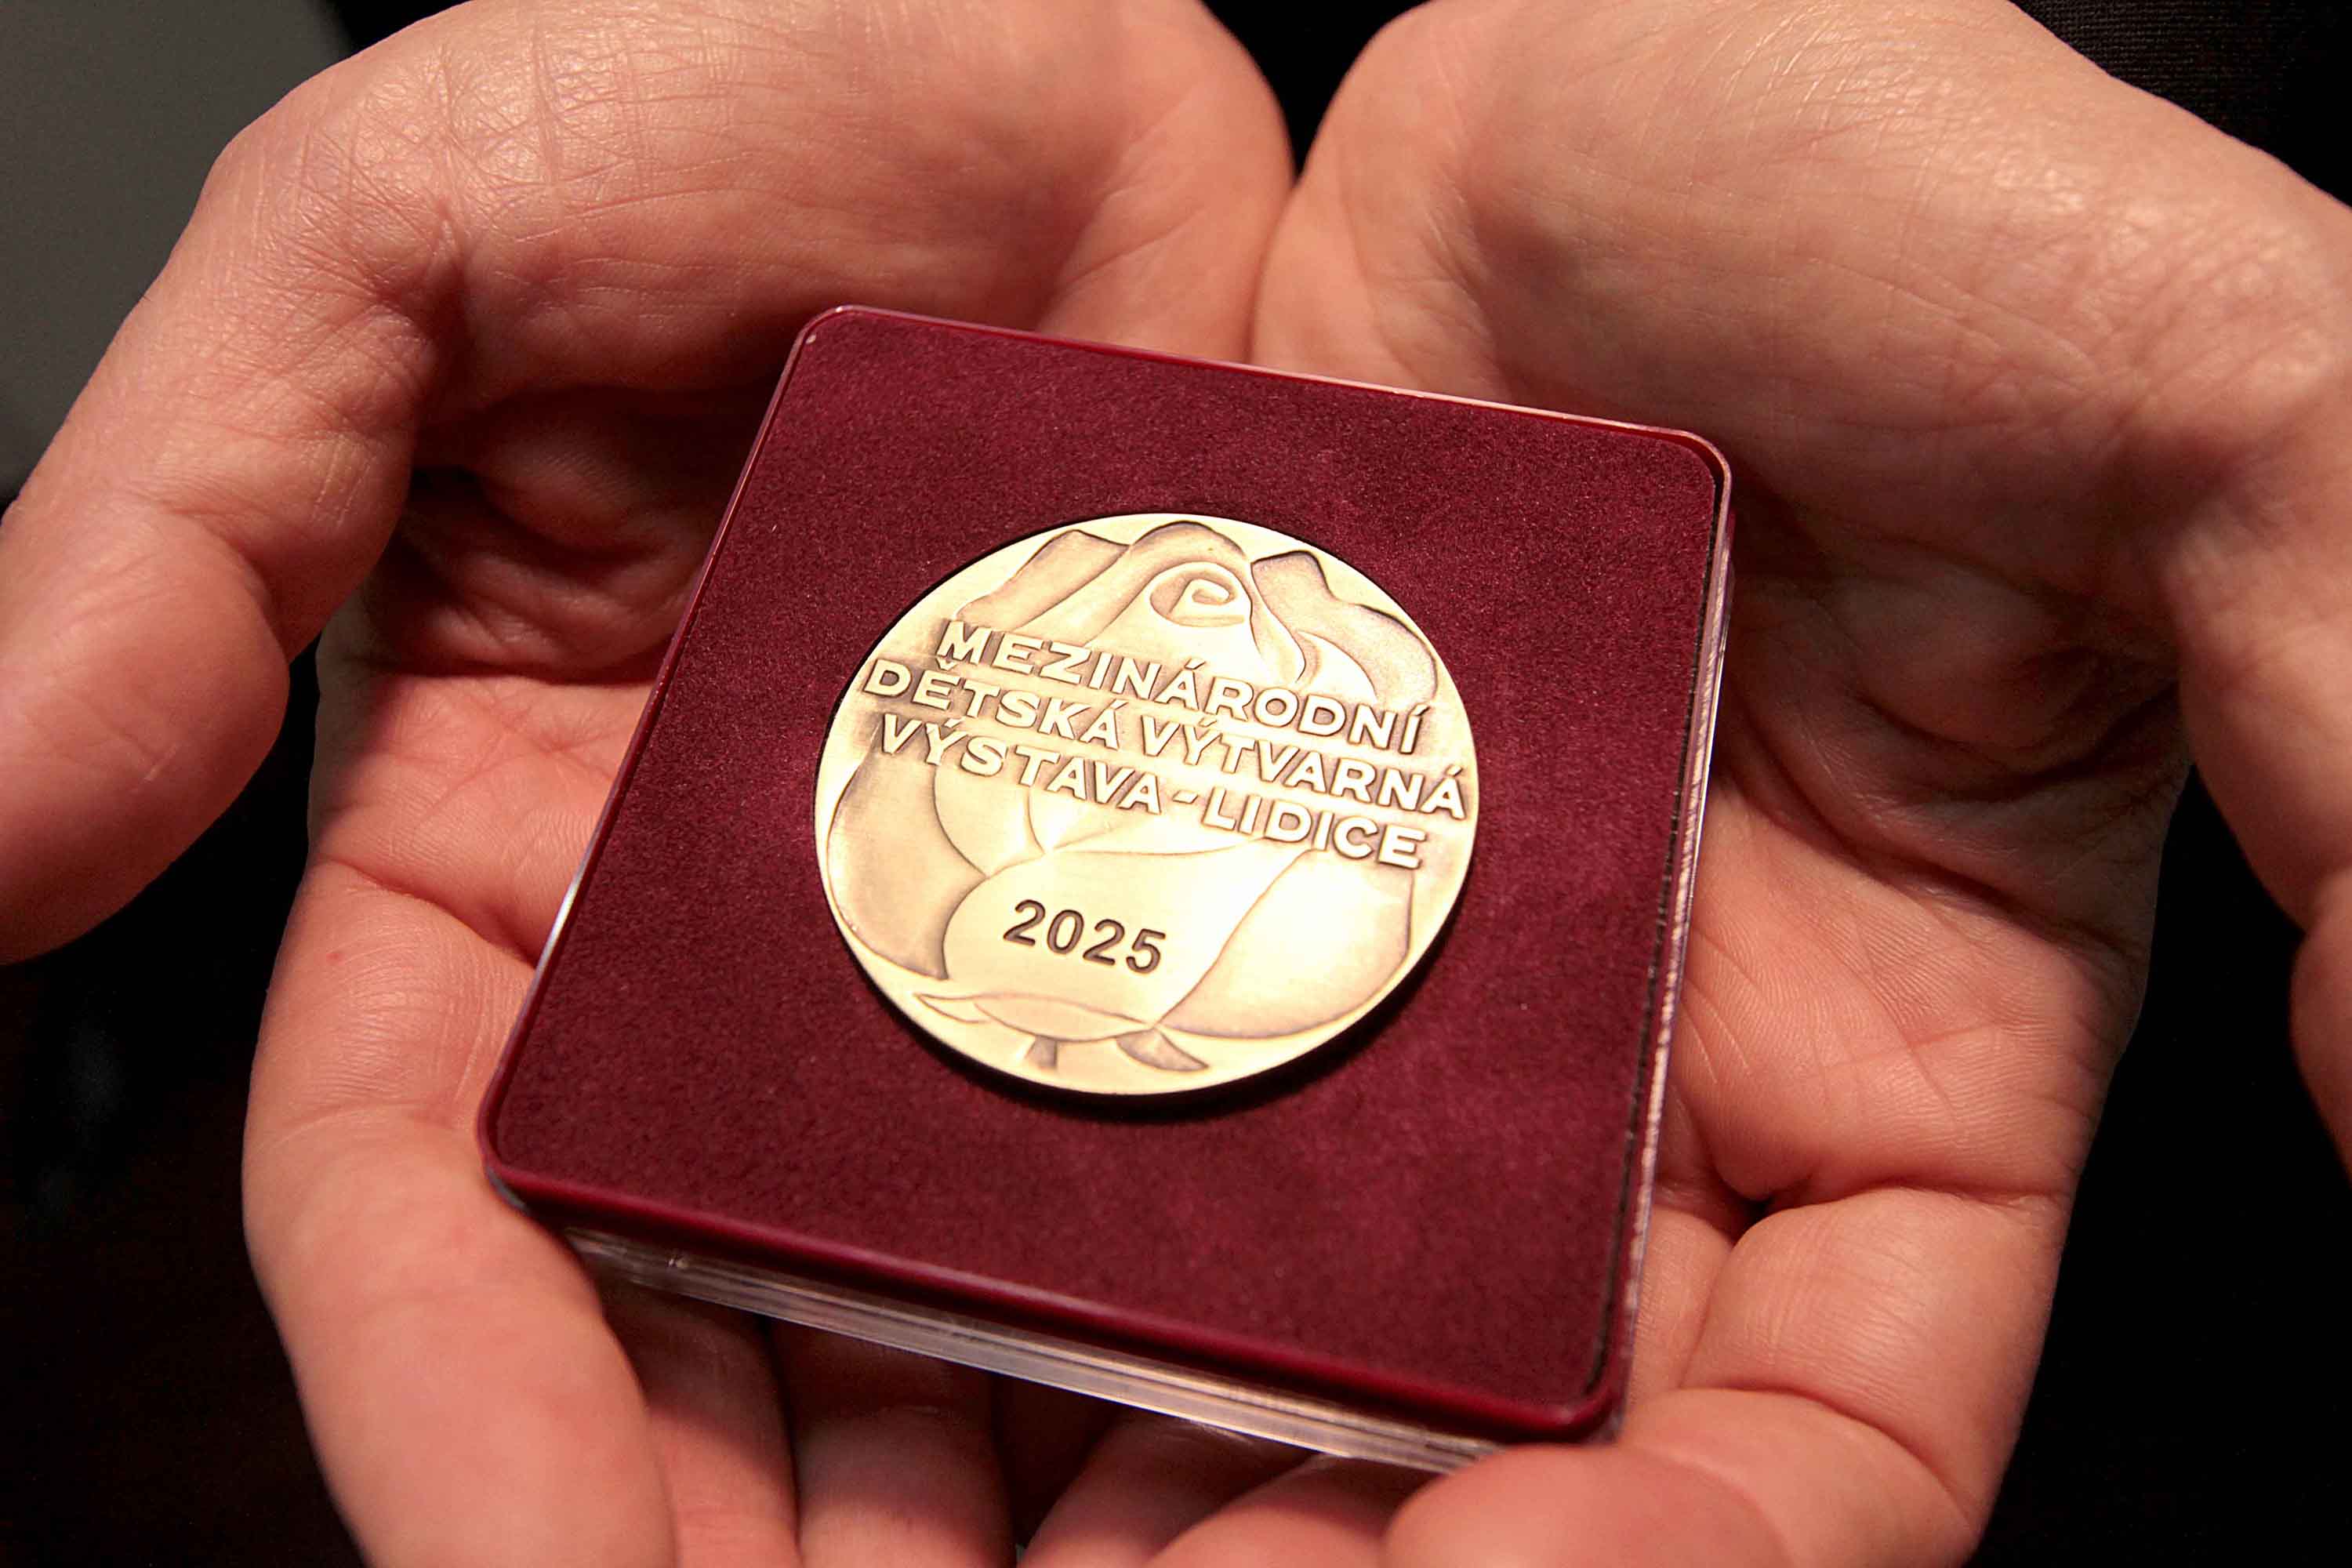 MEZINÁRODNÍ
DĚTSKÁ VÝTVARNÁ
VÝSTAVA - LIDICE
2025